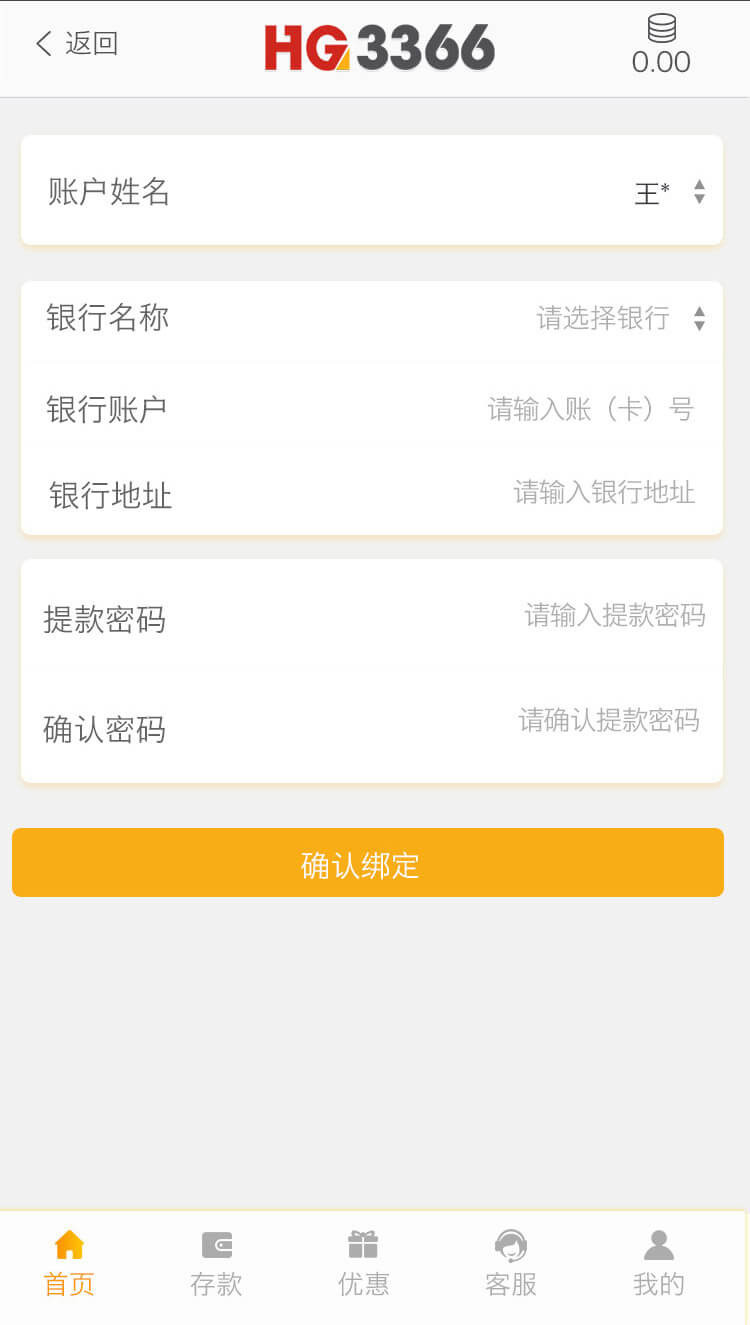 返回
HG3366
0.00
账户姓名 王*
银行名称 请选择银行
银行账户 请输入账（卡）号
银行地址 请输入银行地址
提款密码 请输入提款密码
确认密码 请确认提款密码
确认绑定
首页 存款 优惠 客服 我的